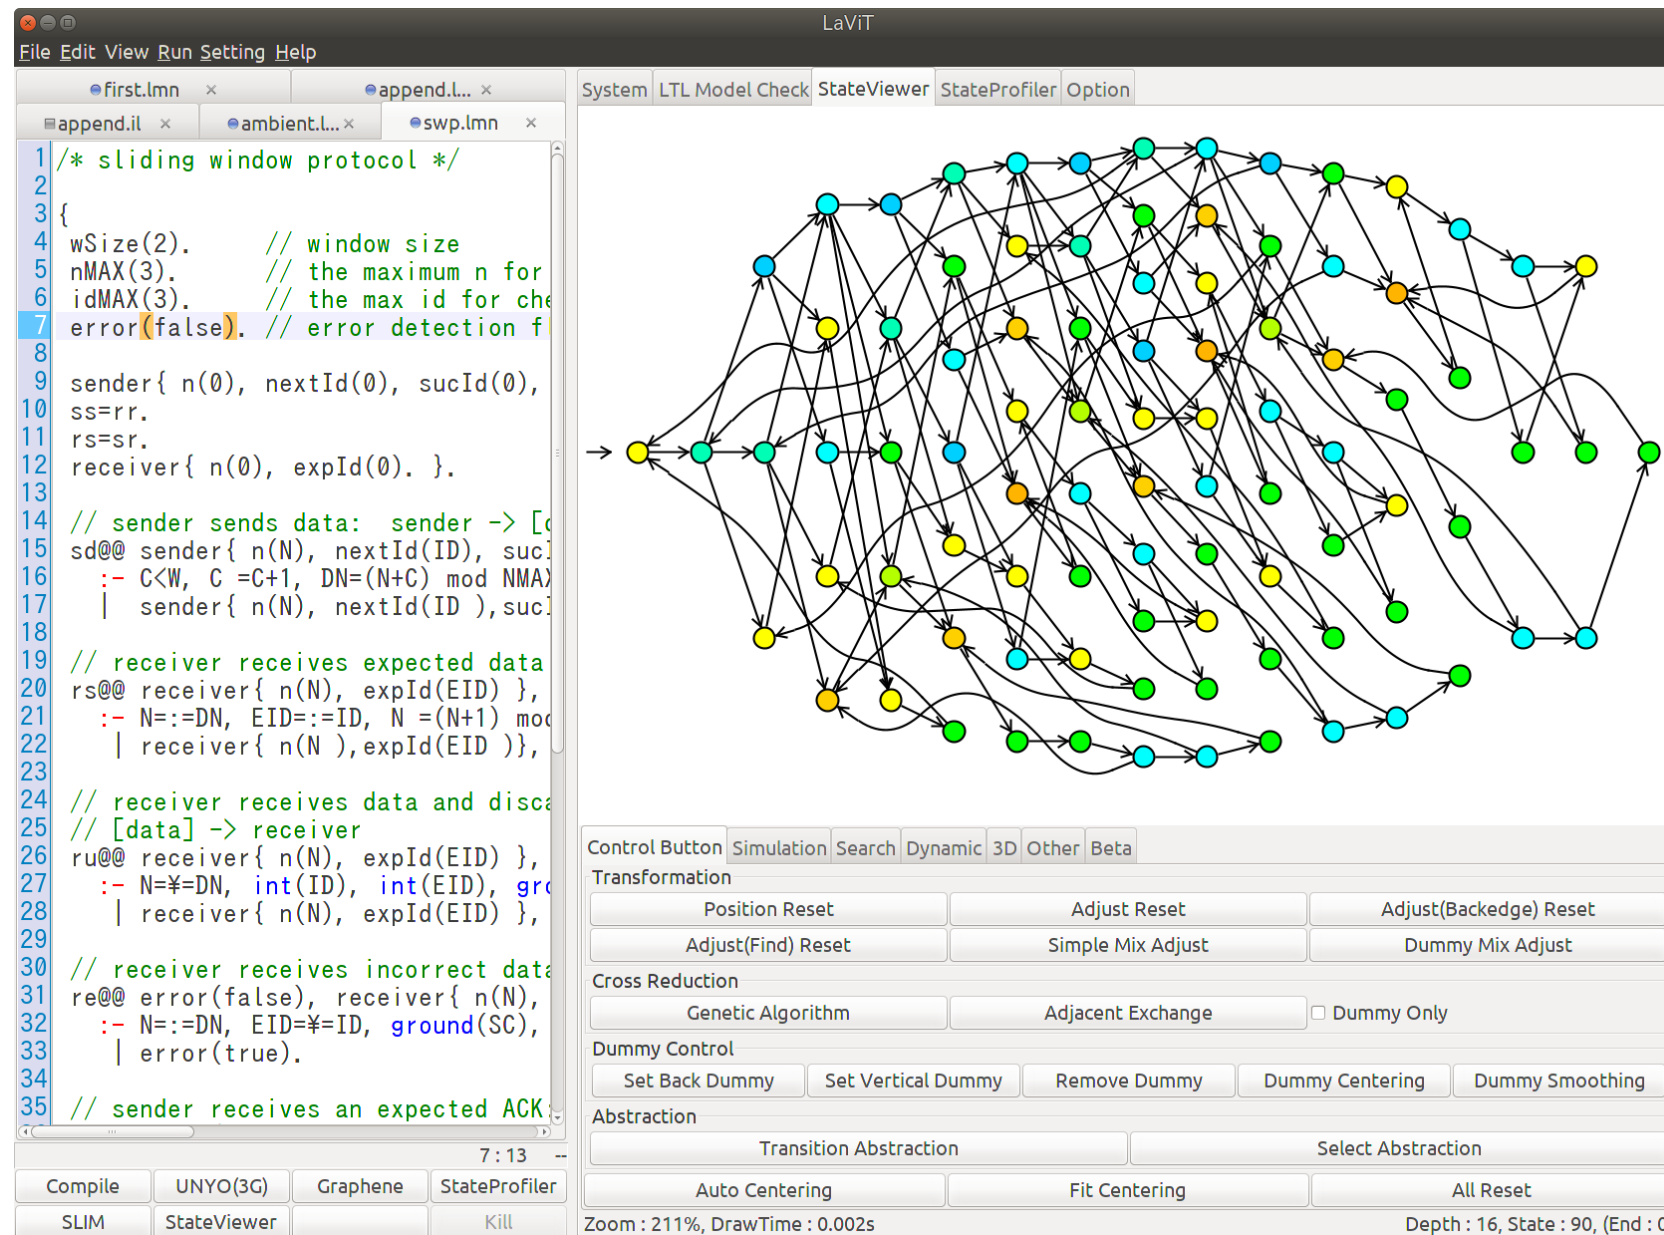 LaViT
File Edit View Run Setting Help
first.lmn × append.l... ×
append.il × ambient.l... × swp.lmn ×
System LTL Model Check StateViewer StateProfiler Option
1 /* sliding window protocol */
2
3 {
4 wSize(2). // window size
5 nMAX(3). // the maximum n for
6 idMAX(3). // the max id for che
7 error(false). // error detection f
8
9 sender{ n(0), nextId(0), sucId(0),
10 ss=rr.
11 rs=sr.
12 receiver{ n(0), expId(0). }.
13
14 // sender sends data: sender -> [
15 sd@@ sender{ n(N), nextId(ID), suc
16 :- C<W, C =C+1, DN=(N+C) mod NMAX
17 | sender{ n(N), nextId(ID ),suc
18
19 // receiver receives expected data
20 rs@@ receiver{ n(N), expId(EID) },
21 :- N=:=DN, EID=:=ID, N =(N+1) mod
22 | receiver{ n(N ),expId(EID )},
23
24 // receiver receives data and disca
25 // [data] -> receiver
26 ru@@ receiver{ n(N), expId(EID) },
27 :- N=¥=DN, int(ID), int(EID), gro
28 | receiver{ n(N), expId(EID) },
29
30 // receiver receives incorrect data
31 re@@ error(false), receiver{ n(N),
32 :- N=:=DN, EID=¥=ID, ground(SC),
33 | error(true).
34
35 // sender receives an expected ACK
7:13 --
Compile UNYO(3G) Graphene StateProfiler
SLIM StateViewer Kill
Control Button Simulation Search Dynamic 3D Other Beta
Transformation
Position Reset Adjust Reset Adjust(Backedge) Reset
Adjust(Find) Reset Simple Mix Adjust Dummy Mix Adjust
Cross Reduction
Genetic Algorithm Adjacent Exchange Dummy Only
Dummy Control
Set Back Dummy Set Vertical Dummy Remove Dummy Dummy Centering Dummy Smoothing
Abstraction
Transition Abstraction Select Abstraction
Auto Centering Fit Centering All Reset
Zoom : 211%, DrawTime : 0.002s Depth : 16, State : 90, (End : 0